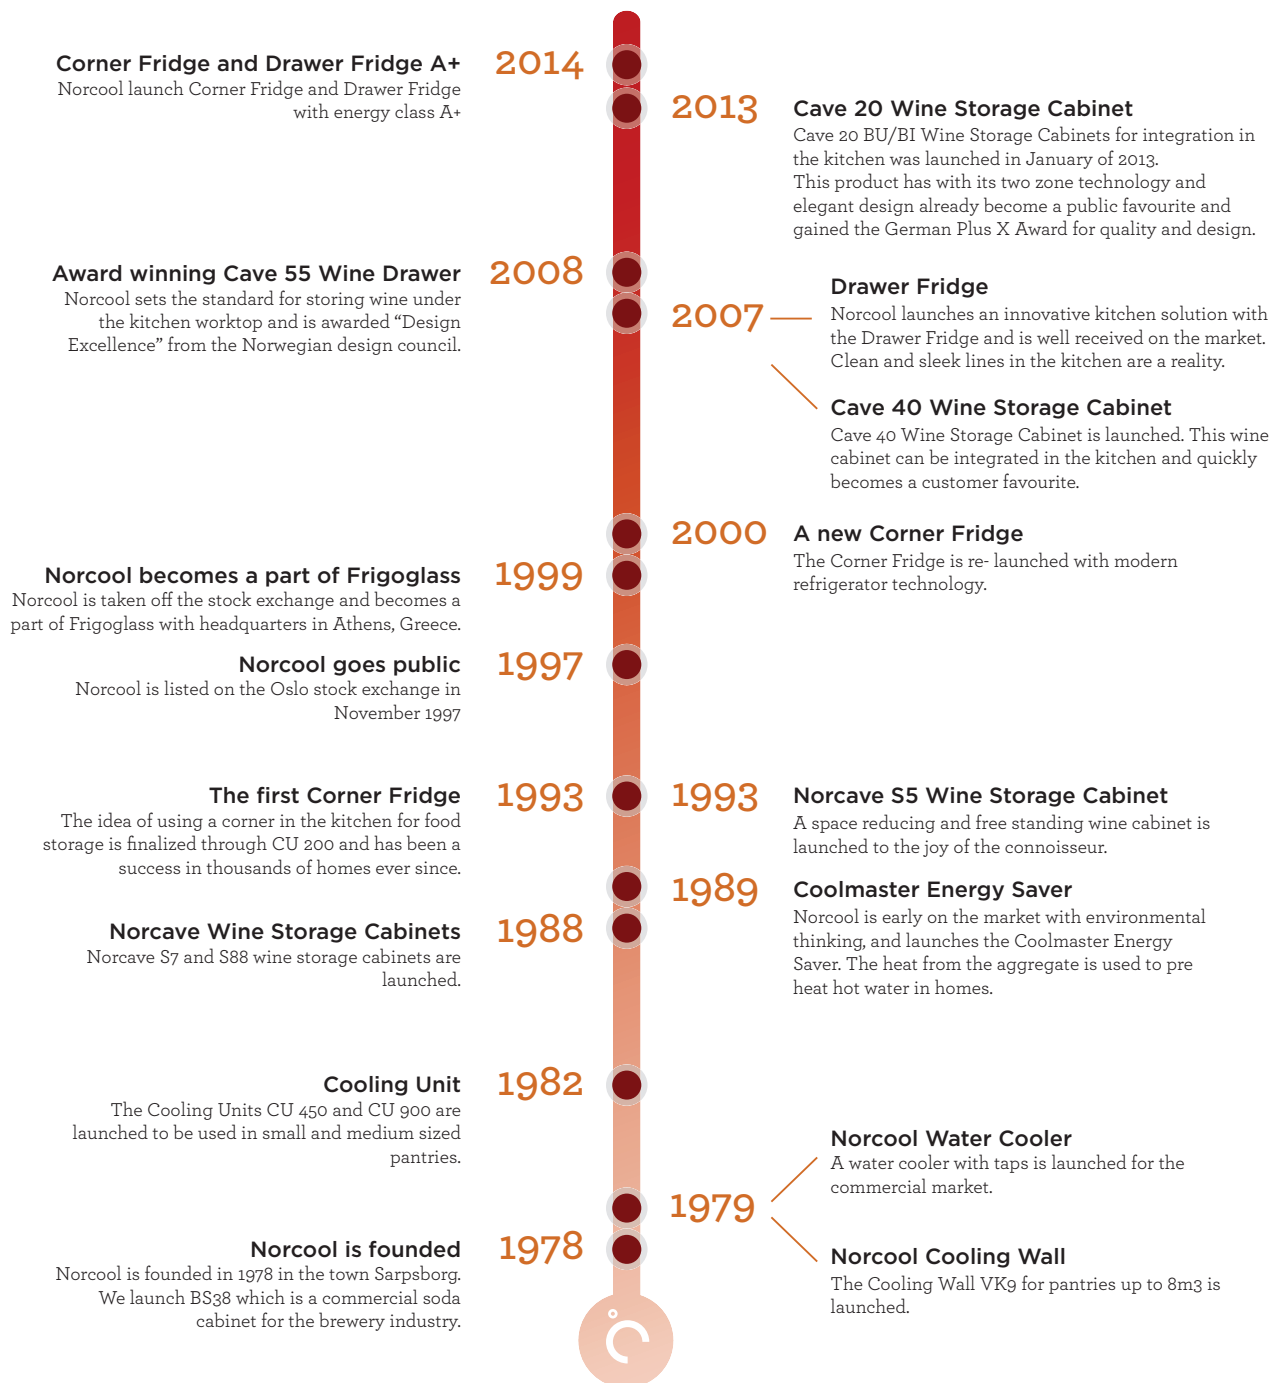 Corner Fridge and Drawer Fridge A+
2014
Norcool launch Corner Fridge and Drawer Fridge
with energy class A+
2013
Cave 20 Wine Storage Cabinet
Cave 20 BU/BI Wine Storage Cabinets for integration in
the kitchen was launched in January of 2013.
This product has with its two zone technology and
elegant design already become a public favourite and
gained the German Plus X Award for quality and design.
Award winning Cave 55 Wine Drawer
2008
Norcool sets the standard for storing wine under
the kitchen worktop and is awarded “Design
Excellence” from the Norwegian design council.
2007
Drawer Fridge
Norcool launches an innovative kitchen solution with
the Drawer Fridge and is well received on the market.
Clean and sleek lines in the kitchen are a reality.
Cave 40 Wine Storage Cabinet
Cave 40 Wine Storage Cabinet is launched. This wine
cabinet can be integrated in the kitchen and quickly
becomes a customer favourite.
2000
A new Corner Fridge
The Corner Fridge is re- launched with modern
refrigerator technology.
Norcool becomes a part of Frigoglass
1999
Norcool is taken off the stock exchange and becomes a
part of Frigoglass with headquarters in Athens, Greece.
Norcool goes public
1997
Norcool is listed on the Oslo stock exchange in
November 1997
The first Corner Fridge
1993
The idea of using a corner in the kitchen for food
storage is finalized through CU 200 and has been a
success in thousands of homes ever since.
1993
Norcave S5 Wine Storage Cabinet
A space reducing and free standing wine cabinet is
launched to the joy of the connoisseur.
1989
Coolmaster Energy Saver
Norcool is early on the market with environmental
thinking, and launches the Coolmaster Energy
Saver. The heat from the aggregate is used to pre
heat hot water in homes.
Norcave Wine Storage Cabinets
1988
Norcave S7 and S88 wine storage cabinets are
launched.
Cooling Unit
1982
The Cooling Units CU 450 and CU 900 are
launched to be used in small and medium sized
pantries.
1979
Norcool Water Cooler
A water cooler with taps is launched for the
commercial market.
Norcool Cooling Wall
The Cooling Wall VK9 for pantries up to 8m3 is
launched.
Norcool is founded
1978
Norcool is founded in 1978 in the town Sarpsborg.
We launch BS38 which is a commercial soda
cabinet for the brewery industry.